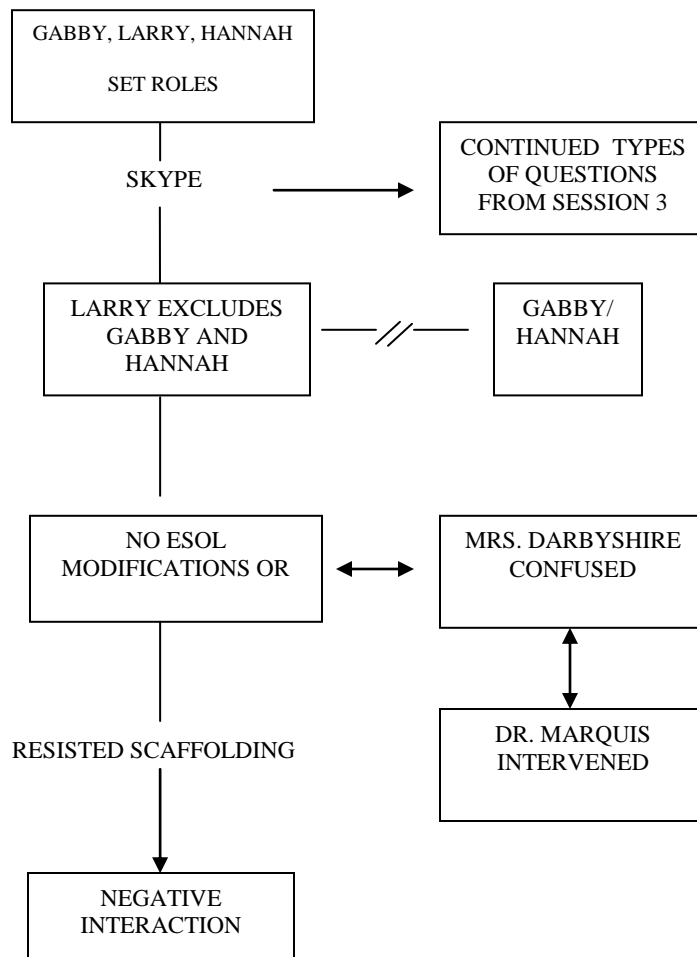 GABBY, LARRY, HANNAH
SET ROLES
SKYPE
CONTINUED TYPES
OF QUESTIONS
FROM SESSION 3
LARRY EXCLUDES
GABBY AND
HANNAH
GABBY/
HANNAH
NO ESOL
MODIFICATIONS OR
MRS. DARBYSHIRE
CONFUSED
RESISTED SCAFFOLDING
DR. MARQUIS
INTERVENED
NEGATIVE
INTERACTION